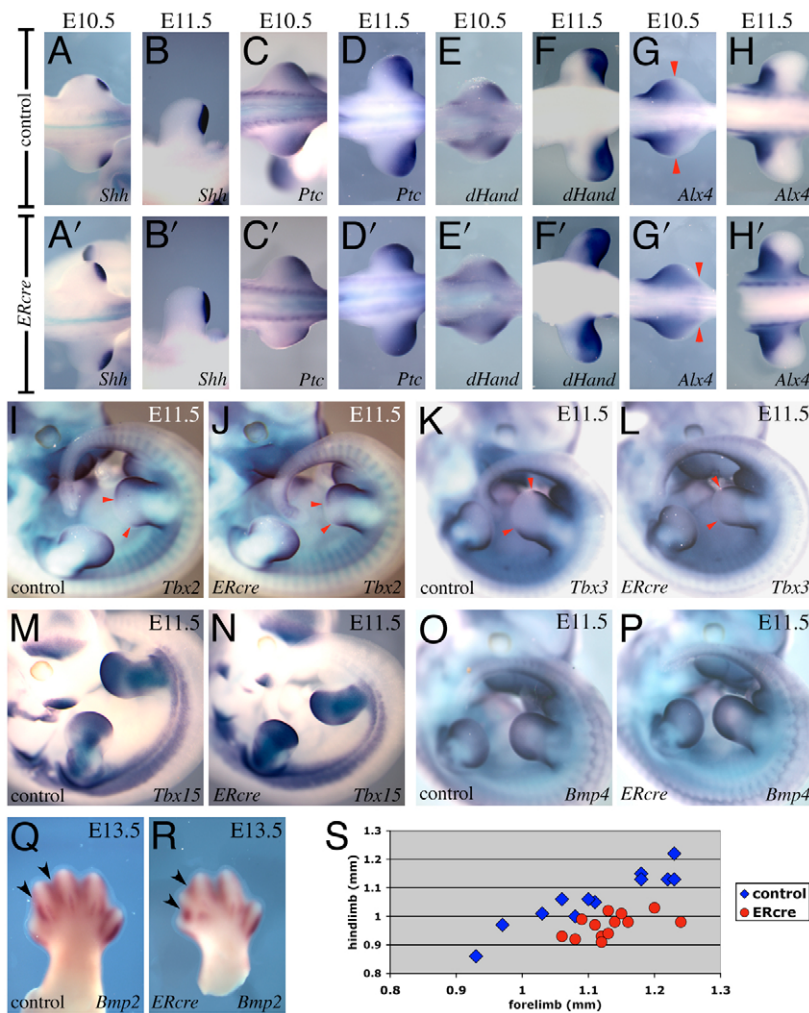 E10.5 E11.5 E10.5 E11.5 E10.5 E11.5 E10.5 E11.5
control
A B C D E F G H
Shh Shh Ptc Ptc dHand dHand Alx4 Alx4
ERcre
A′ B′ C′ D′ E′ F′ G′ H′
Shh Shh Ptc Ptc dHand dHand Alx4 Alx4
I E11.5 J E11.5 K E11.5 L E11.5
control Tbx2 ERcre Tbx2 control Tbx3 ERcre Tbx3
M E11.5 N E11.5 O E11.5 P E11.5
control Tbx15 ERcre Tbx15 control Bmp4 ERcre Bmp4
Q E13.5 R E13.5 S
control Bmp2 ERcre Bmp2
hindlimb (mm)
1.3
1.2
1.1
1
0.9
0.8
0.8 0.9 1 1.1 1.2 1.3
forelimb (mm)
control
ERcre